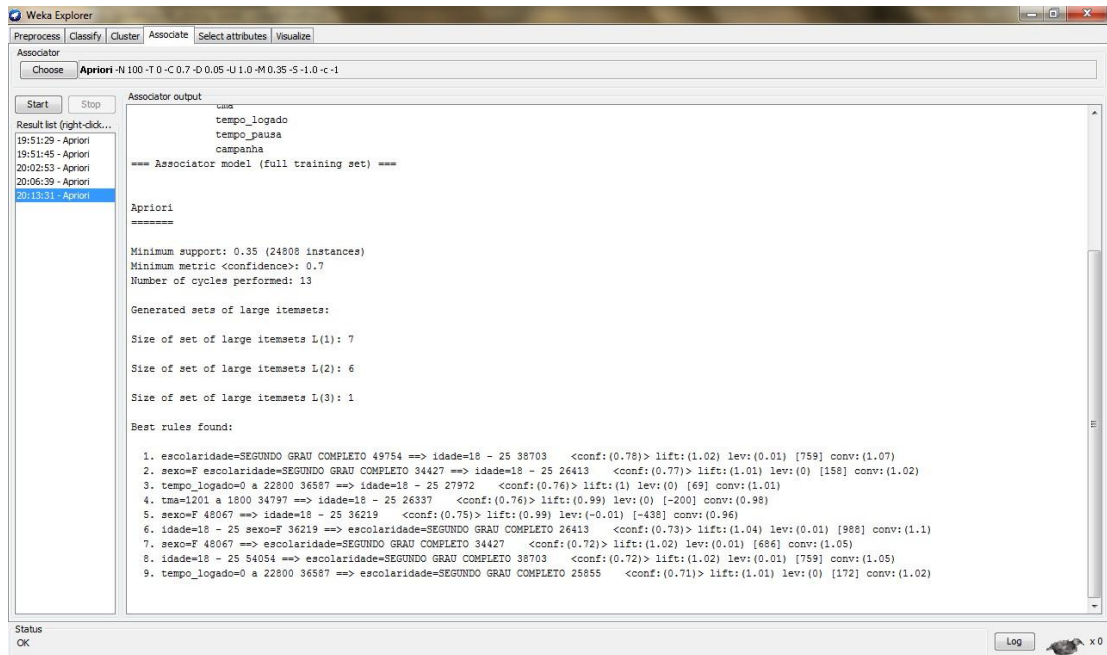 Weka Explorer
Preprocess Classify Cluster Associate Select attributes Visualize
Associator
Choose Apriori -N 100 -T 0 -C 0.7 -D 0.05 -U 1.0 -M 0.35 -S -1.0 -c -1
Start Stop
Result list (right-click...
19:51:29 - Apriori
19:51:45 - Apriori
20:02:53 - Apriori
20:06:39 - Apriori
20:13:31 - Apriori
Associator output
tma
tempo_logado
tempo_pausa
campanha
=== Associator model (full training set) ===
Apriori
=======
Minimum support: 0.35 (24808 instances)
Minimum metric <confidence>: 0.7
Number of cycles performed: 13
Generated sets of large itemsets:
Size of set of large itemsets L(1): 7
Size of set of large itemsets L(2): 6
Size of set of large itemsets L(3): 1
Best rules found:
1. escolaridade=SEGUNDO GRAU COMPLETO 49754 ==> idade=18 - 25 38703 <conf:(0.78)> lift:(1.02) lev:(0.01) [759] conv:(1.07)
2. sexo=F escolaridade=SEGUNDO GRAU COMPLETO 34427 ==> idade=18 - 25 26413 <conf:(0.77)> lift:(1.01) lev:(0) [158] conv:(1.02)
3. tempo_logado=0 a 22800 36587 ==> idade=18 - 25 27972 <conf:(0.76)> lift:(1) lev:(0) [69] conv:(1.01)
4. tma=1201 a 1800 34797 ==> idade=18 - 25 26337 <conf:(0.76)> lift:(0.99) lev:(0) [-200] conv:(0.98)
5. sexo=F 48067 ==> idade=18 - 25 36219 <conf:(0.75)> lift:(0.99) lev:(-0.01) [-438] conv:(0.96)
6. idade=18 - 25 sexo=F 36219 ==> escolaridade=SEGUNDO GRAU COMPLETO 26413 <conf:(0.73)> lift:(1.04) lev:(0.01) [988] conv:(1.1)
7. sexo=F 48067 ==> escolaridade=SEGUNDO GRAU COMPLETO 34427 <conf:(0.72)> lift:(1.02) lev:(0.01) [686] conv:(1.05)
8. idade=18 - 25 54054 ==> escolaridade=SEGUNDO GRAU COMPLETO 38703 <conf:(0.72)> lift:(1.02) lev:(0.01) [759] conv:(1.05)
9. tempo_logado=0 a 22800 36587 ==> escolaridade=SEGUNDO GRAU COMPLETO 25855 <conf:(0.71)> lift:(1.01) lev:(0) [172] conv:(1.02)
Status
OK
Log x 0